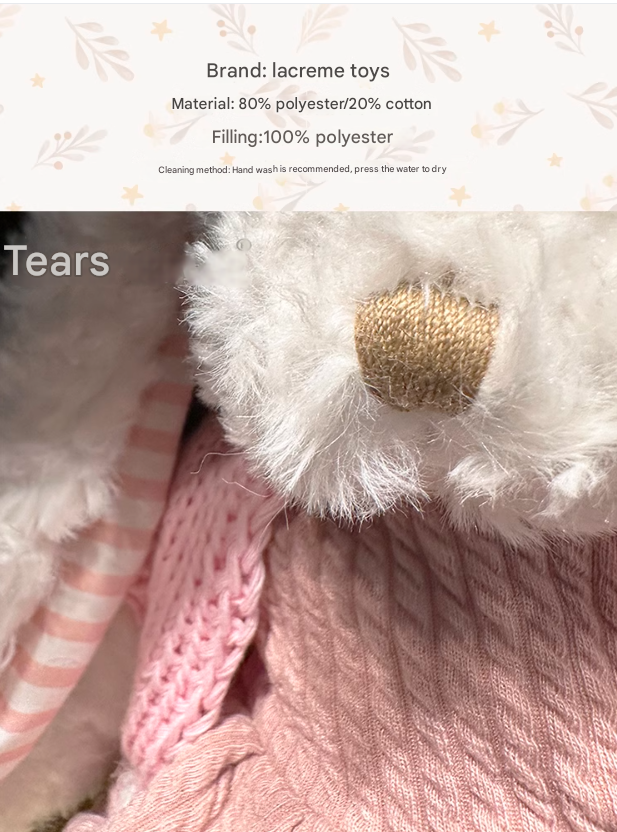 Brand: lacreme toys
Material: 80% polyester/20% cotton
Filling:100% polyester
Cleaning method: Hand wash is recommended, press the water to dry
Tears